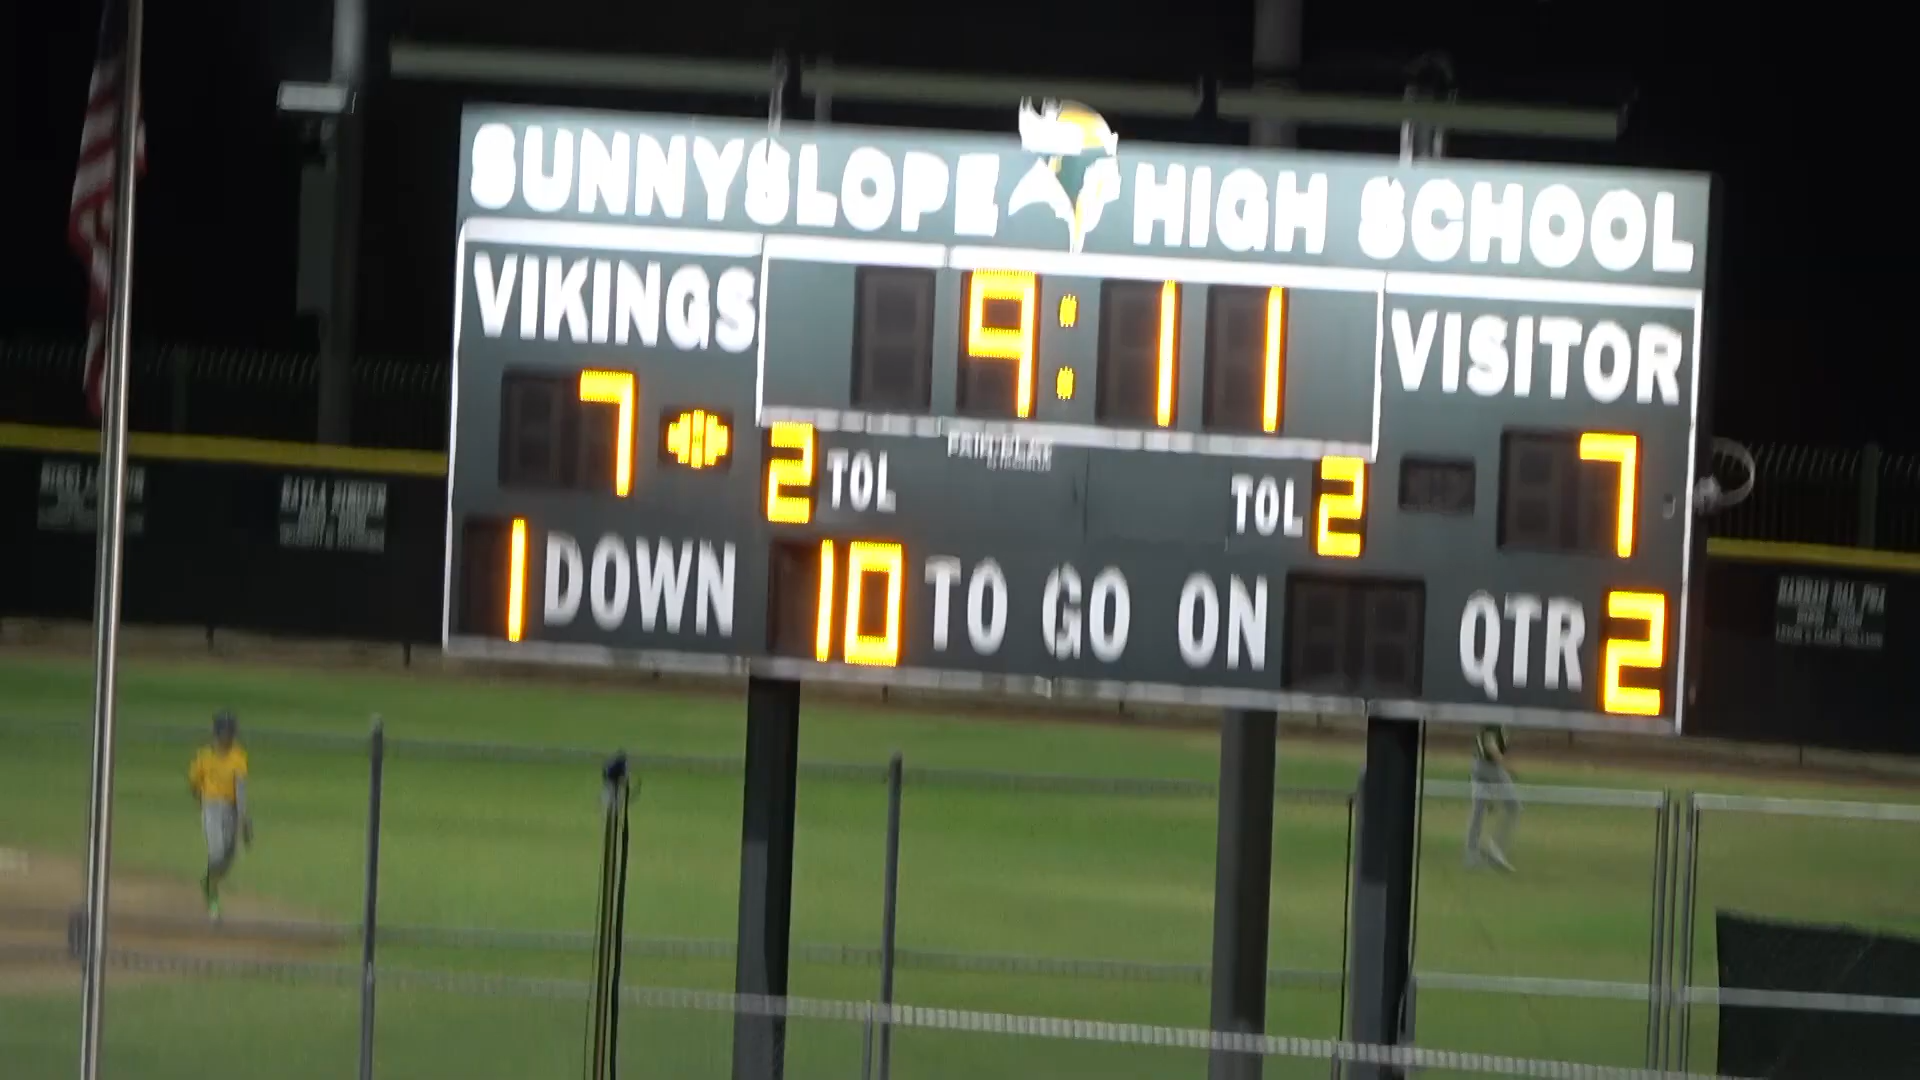 SUNNYSLOPE HIGH SCHOOL
VIKINGS 9:11 VISITOR
7 2 TOL TOL 2 7
1 DOWN 10 TO GO ON QTR 2